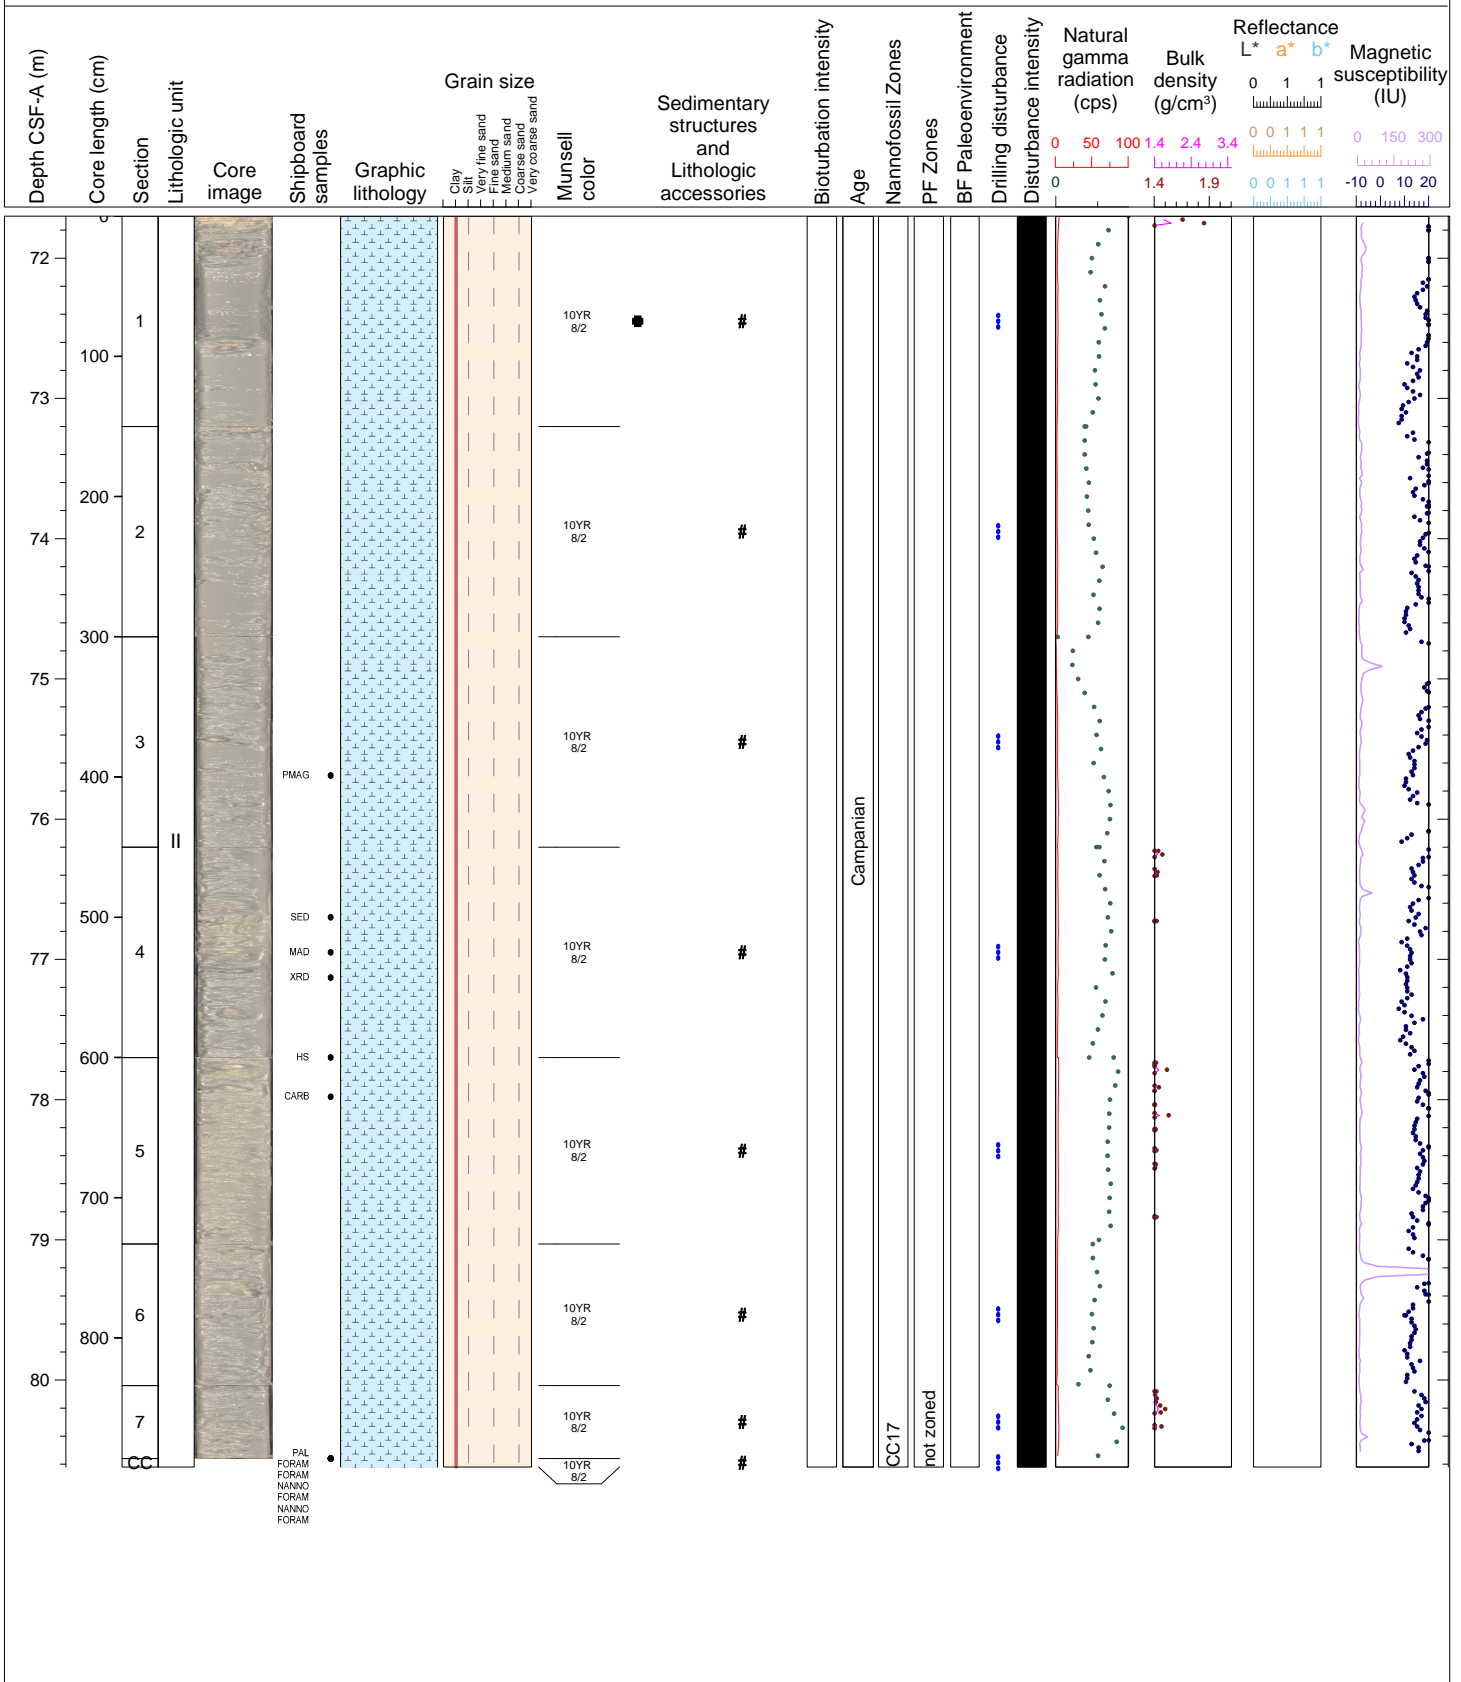 Depth CSF-A (m)
Core length (cm)
Section
Lithologic unit
Core
image
Shipboard
samples
Graphic
lithology
Grain size
Clay
Silt
Very fine sand
Fine sand
Medium sand
Coarse sand
Very coarse sand
Munsell
color
Sedimentary
structures
and
Lithologic
accessories
Bioturbation intensity
Age
Nannofossil Zones
PF Zones
BF Paleoenvironment
Drilling disturbance
Disturbance intensity
Natural
gamma
radiation
(cps)
0 50 100
0
Bulk
density
(g/cm³)
1.4 2.4 3.4
1.4 1.9
Reflectance
L* a* b*
0 1 1
0 0 1 1 1
0 0 1 1 1
Magnetic
susceptibility
(IU)
0 150 300
-10 0 10 20
0
72
1
10YR
8/2
#
100
73
200
2
10YR
8/2
#
74
300
75
3
10YR
8/2
#
PMAG
400
76
II
Campanian
SED
500
4
MAD
10YR
8/2
#
77
XRD
HS
600
CARB
78
5
10YR
8/2
#
700
79
6
10YR
8/2
#
800
80
7
10YR
8/2
#
CC17
not zoned
PAL
CC
FORAM
10YR
8/2
#
FORAM
NANNO
FORAM
NANNO
FORAM